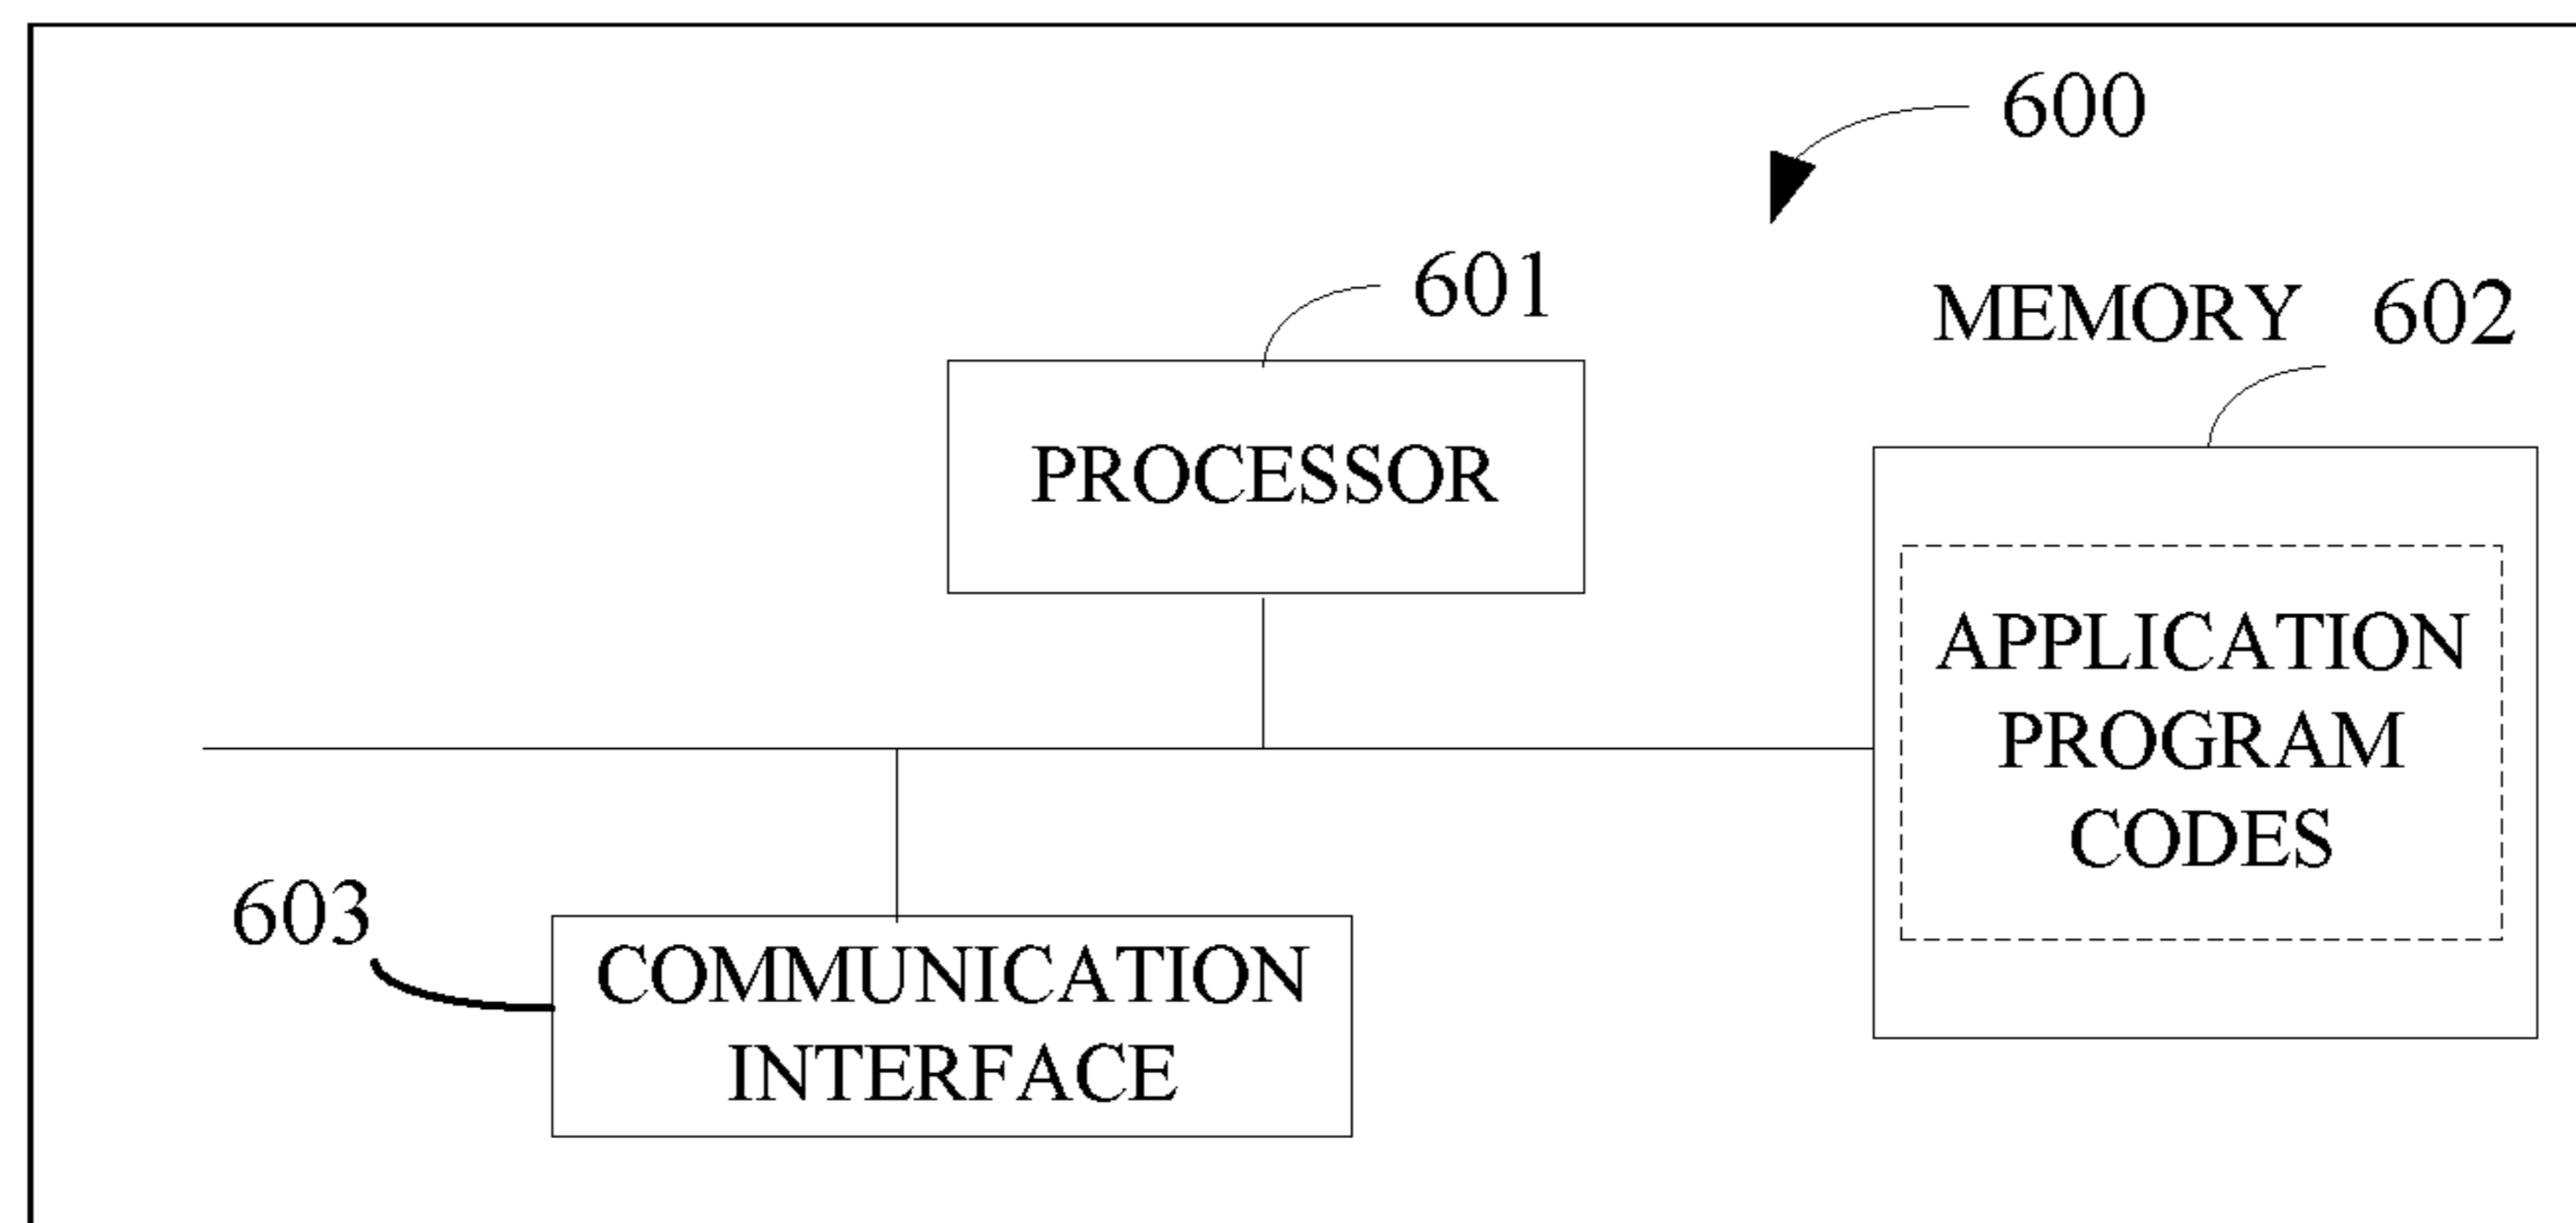 600
601
MEMORY 602
PROCESSOR
APPLICATION
PROGRAM
CODES
603
COMMUNICATION
INTERFACE